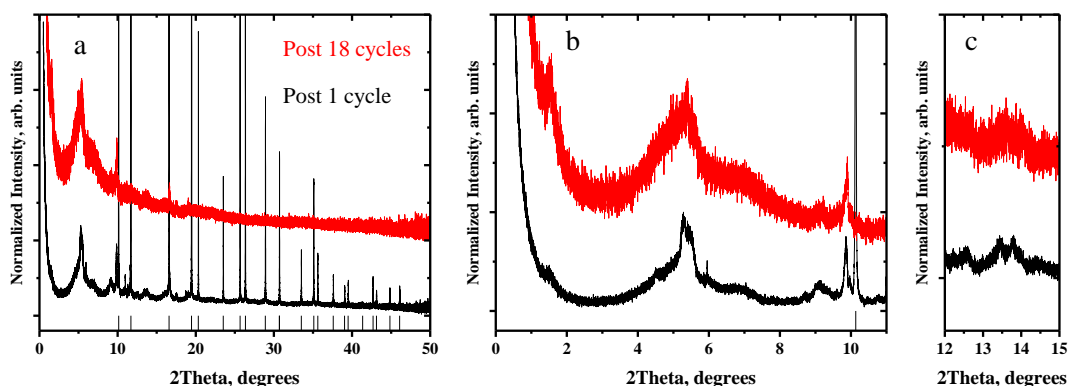 a
Post 18 cycles
Post 1 cycle
Normalized Intensity, arb. units
0 10 20 30 40 50
2Theta, degrees
b
Normalized Intensity, arb. units
0 2 4 6 8 10
2Theta, degrees
c
Normalized Intensity, arb. units
12 13 14 15
2Theta, degrees